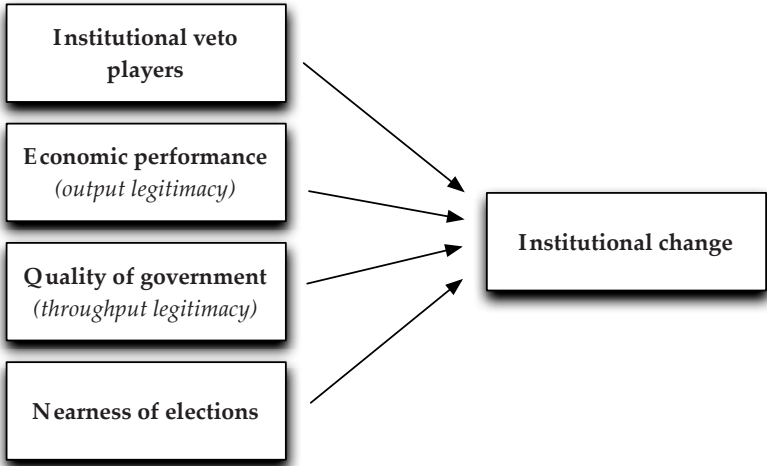 Institutional veto
players
Economic performance
(output legitimacy)
Quality of government
(throughput legitimacy)
Nearness of elections
Institutional change